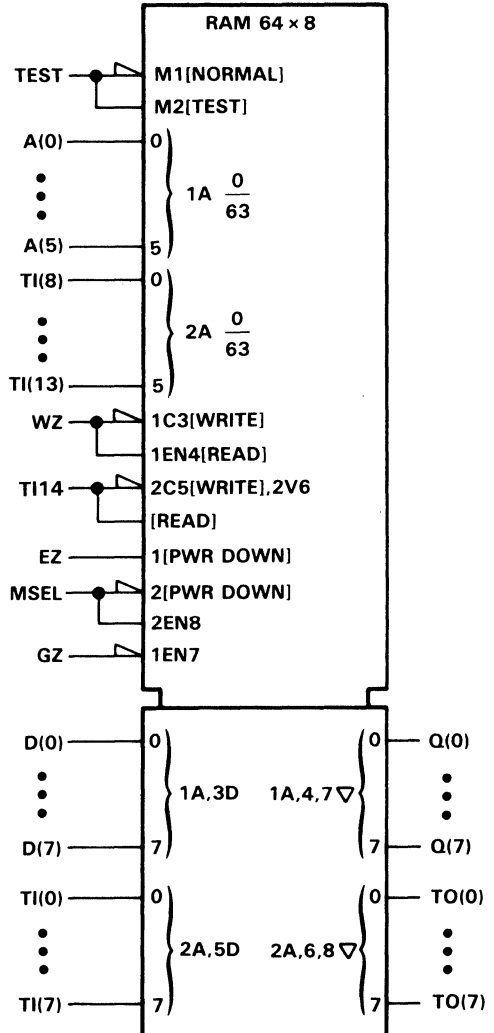 RAM 64 × 8
TEST M1[NORMAL]
M2[TEST]
A(0) 0
1A 0/63
A(5) 5
TI(8) 0
2A 0/63
TI(13) 5
WZ 1C3[WRITE]
1EN4[READ]
TI14 2C5[WRITE],2V6
[READ]
EZ 1[PWR DOWN]
MSEL 2[PWR DOWN]
2EN8
GZ 1EN7
D(0) 0 0 Q(0)
1A,3D 1A,4,7 ▽
D(7) 7 7 Q(7)
TI(0) 0 0 TO(0)
2A,5D 2A,6,8 ▽
TI(7) 7 7 TO(7)